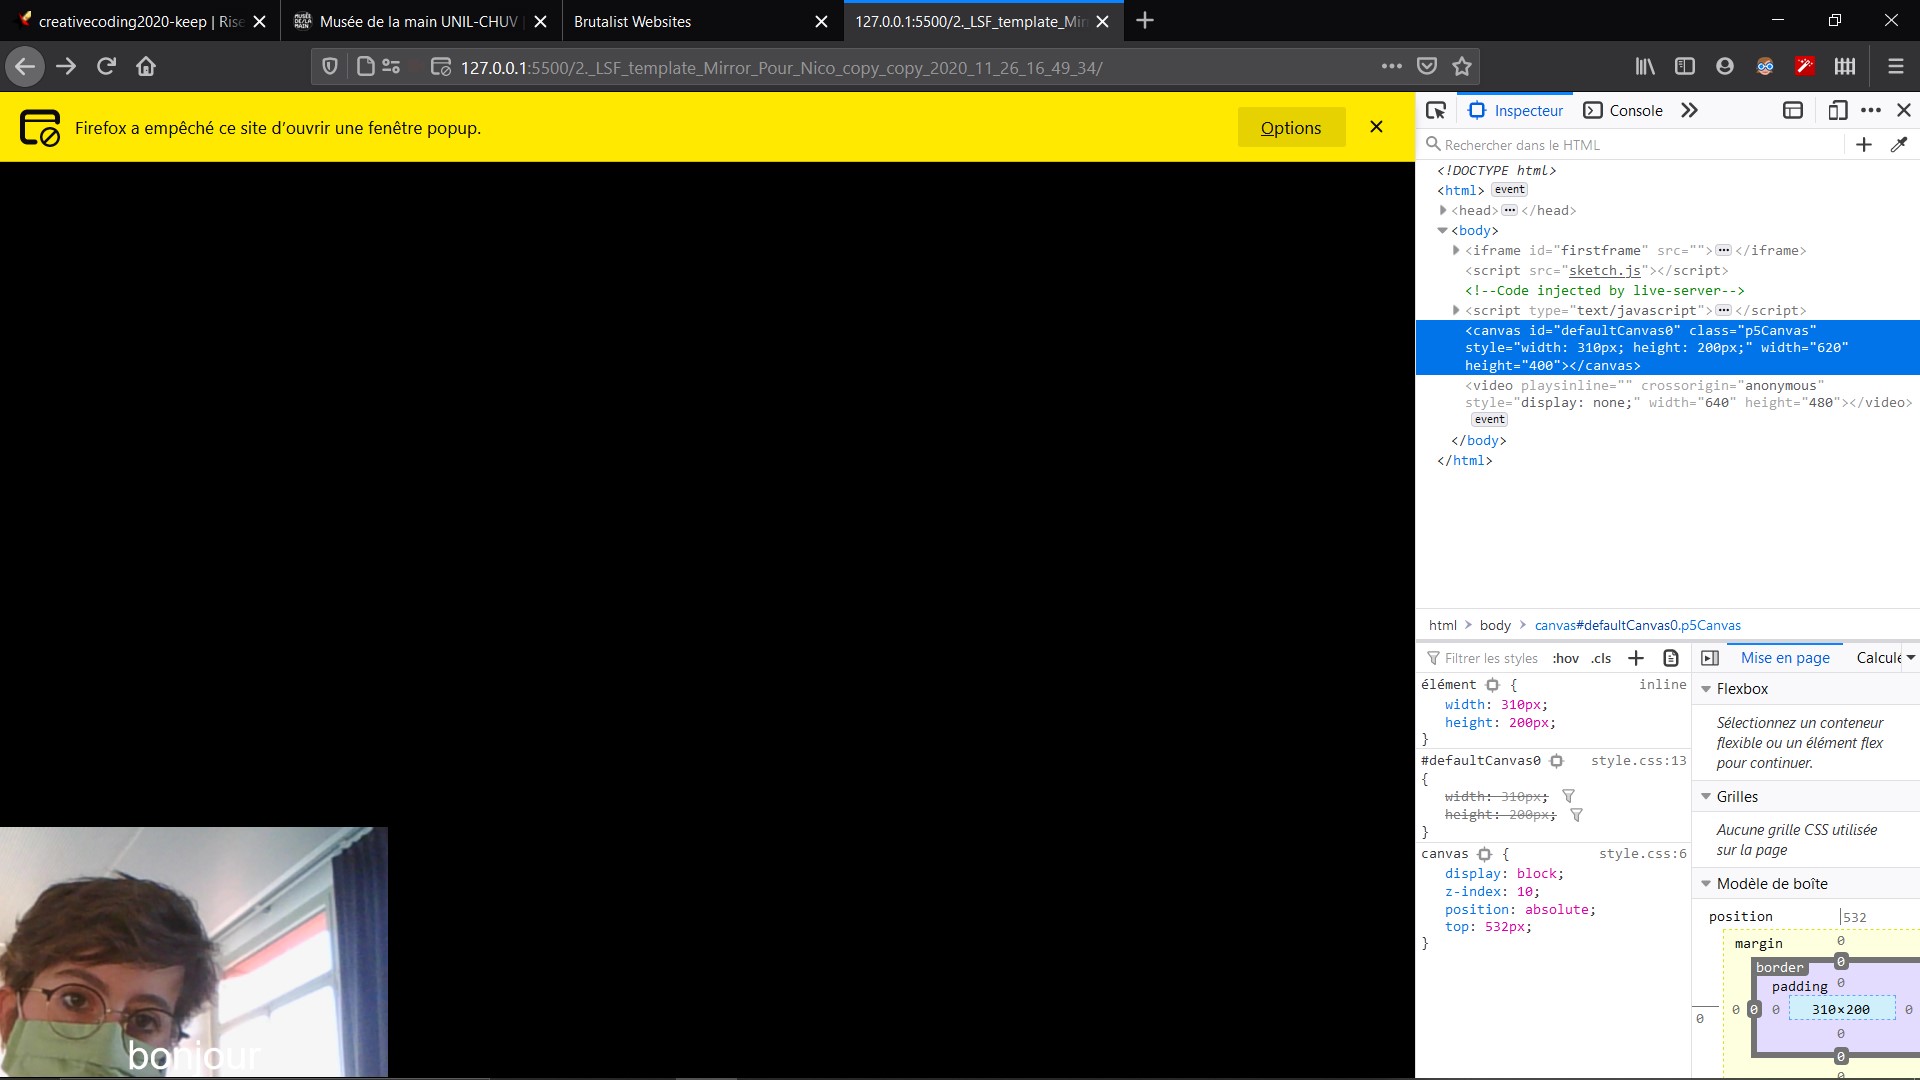 creativecoding2020-keep | Rise
Musée de la main UNIL-CHUV |
Brutalist Websites
127.0.0.1:5500/2._LSF_template_Mir
127.0.0.1:5500/2._LSF_template_Mirror_Pour_Nico_copy_copy_2020_11_26_16_49_34/
Firefox a empêché ce site d’ouvrir une fenêtre popup.
Options
Inspecteur
Console
Rechercher dans le HTML
<!DOCTYPE html>
<html> event
<head> ••• </head>
<body>
<iframe id="firstframe" src=""> ••• </iframe>
<script src="sketch.js"></script>
<!--Code injected by live-server-->
<script type="text/javascript"> ••• </script>
<canvas id="defaultCanvas0" class="p5Canvas"
style="width: 310px; height: 200px;" width="620"
height="400"></canvas>
<video playsinline="" crossorigin="anonymous"
style="display: none;" width="640" height="480"></video>
event
</body>
</html>
html > body > canvas#defaultCanvas0.p5Canvas
Filtrer les styles :hov .cls +
élément { inline
width: 310px;
height: 200px;
}
#defaultCanvas0 style.css:13
{
width: 310px;
height: 200px;
}
canvas { style.css:6
display: block;
z-index: 10;
position: absolute;
top: 532px;
}
Mise en page
Calculé
Flexbox
Sélectionnez un conteneur
flexible ou un élément flex
pour continuer.
Grilles
Aucune grille CSS utilisée
sur la page
Modèle de boîte
position 532
margin 0
border 0
padding 0
0 0 0 0 310×200 0
0
0
0
bonjour